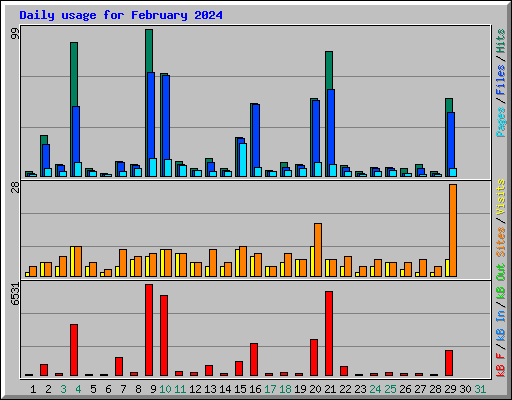 Daily usage for February 2024
99
Pages / Files / Hits
28
Sites / Visits
6531
kB F / kB In / kB Out
1 2 3 4 5 6 7 8 9 10 11 12 13 14 15 16 17 18 19 20 21 22 23 24 25 26 27 28 29 30 31